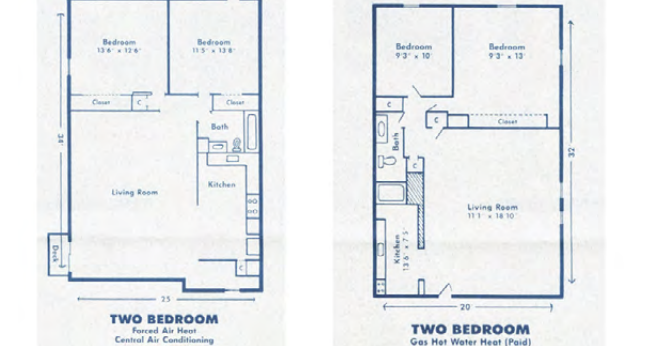 Bedroom
13'6" x 12'6"
Bedroom
11'5" x 13'8"
Closet
C
Closet
Bath
Kitchen
Living Room
Deck
C
25
TWO BEDROOM
Forced Air Heat
Central Air Conditioning
Bedroom
9'3" x 10'
Bedroom
9'3" x 13'
C
C
Closet
Bath
C
32
Living Room
11'1" x 18'10"
Kitchen
13'6" x 7'5"
20'
TWO BEDROOM
Gas Hot Water Heat (Paid)